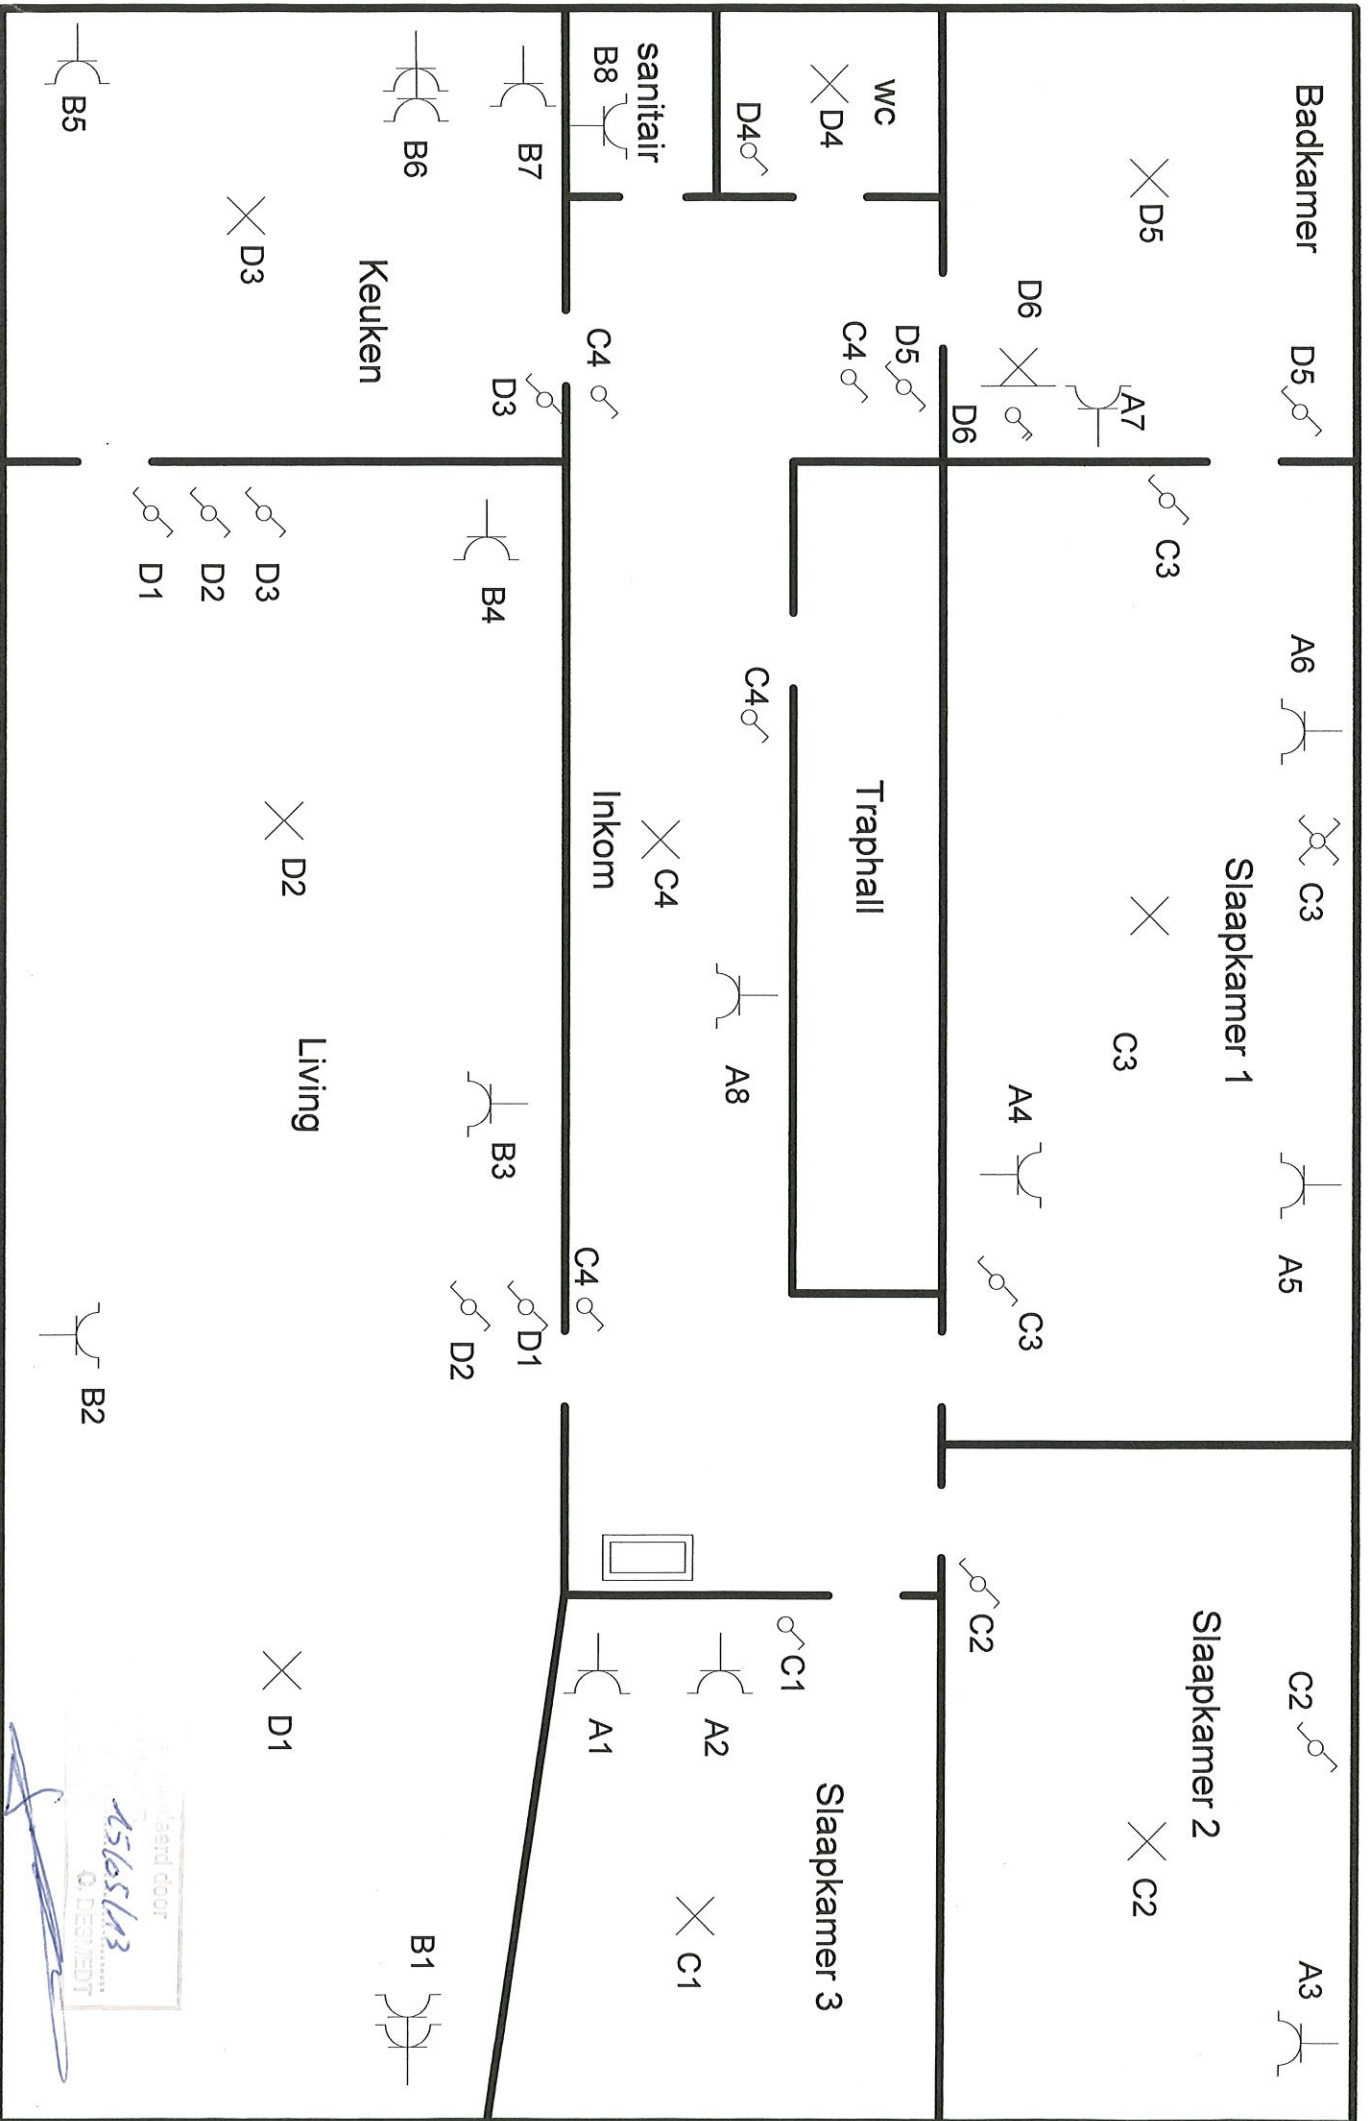 Badkamer
D5
D5
D6
D6
A7
wc
D4
D4
sanitair
B8
D5
C4
C4
B7
B6
B5
D3
Keuken
D3
C3
A6
C3
Slaapkamer 1
C3
A4
A5
C3
Traphall
C4
Inkom
C4
A8
C4
D3
D2
D1
B4
D2
Living
B3
D1
D2
B2
D1
B1
C2
Slaapkamer 2
C2
C2
A3
C1
A2
A1
Slaapkamer 3
C1
door
15/05/13
C. DESMEDT